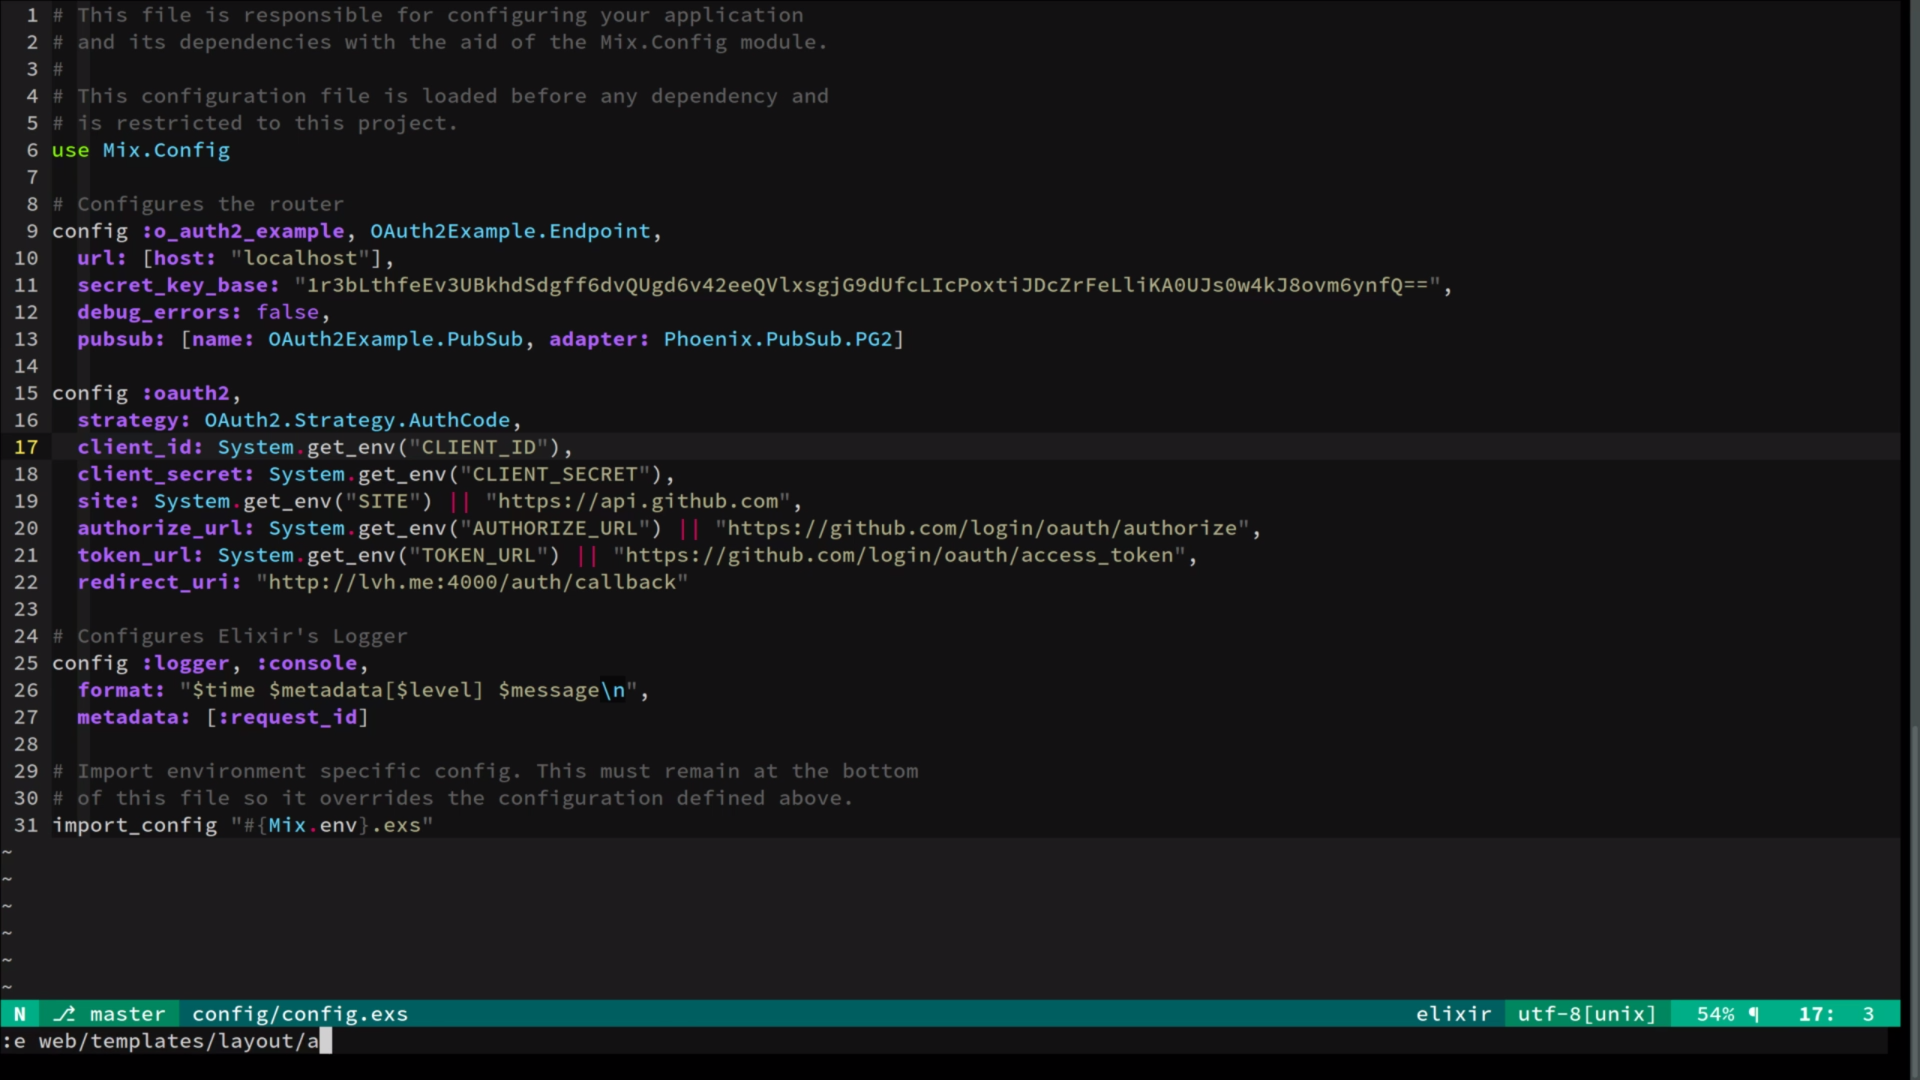 1 # This file is responsible for configuring your application
2 # and its dependencies with the aid of the Mix.Config module.
3 #
4 # This configuration file is loaded before any dependency and
5 # is restricted to this project.
6 use Mix.Config
7
8 # Configures the router
9 config :o_auth2_example, OAuth2Example.Endpoint,
10   url: [host: "localhost"],
11   secret_key_base: "1r3bLthfeEv3UBkhdSdgff6dvQUgd6v42eeQVlxsgjG9dUfcLIcPoxtiJDcZrFeLliKA0UJs0w4kJ8ovm6ynfQ==",
12   debug_errors: false,
13   pubsub: [name: OAuth2Example.PubSub, adapter: Phoenix.PubSub.PG2]
14
15 config :oauth2,
16   strategy: OAuth2.Strategy.AuthCode,
17   client_id: System.get_env("CLIENT_ID"),
18   client_secret: System.get_env("CLIENT_SECRET"),
19   site: System.get_env("SITE") || "https://api.github.com",
20   authorize_url: System.get_env("AUTHORIZE_URL") || "https://github.com/login/oauth/authorize",
21   token_url: System.get_env("TOKEN_URL") || "https://github.com/login/oauth/access_token",
22   redirect_uri: "http://lvh.me:4000/auth/callback"
23
24 # Configures Elixir's Logger
25 config :logger, :console,
26   format: "$time $metadata[$level] $message\n",
27   metadata: [:request_id]
28
29 # Import environment specific config. This must remain at the bottom
30 # of this file so it overrides the configuration defined above.
31 import_config "#{Mix.env}.exs"
~
~
~
~
~
~
N ⎇ master config/config.exs elixir utf-8[unix] 54% ¶ 17: 3
:e web/templates/layout/a